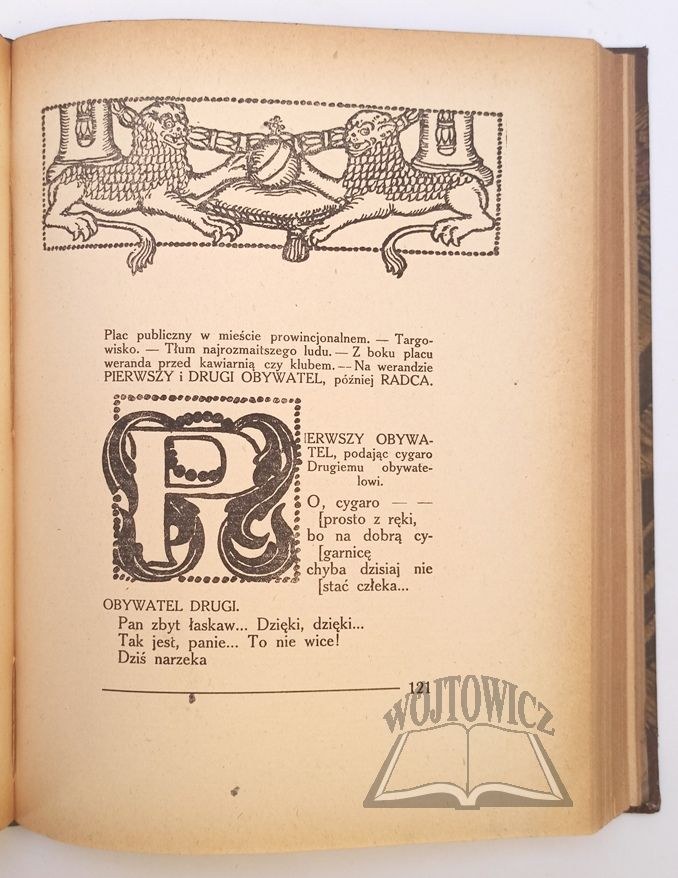 Plac publiczny w mieście prowincjonalnem. — Targo-
wisko. — Tłum najrozmaitszego ludu. — Z boku placu
weranda przed kawiarnią czy klubem. — Na werandzie
PIERWSZY i DRUGI OBYWATEL, później RADCA.
PIERWSZY OBYWA-
TEL, podając cygaro
Drugiemu obywate-
lowi.
O, cygaro — —
[prosto z ręki,
bo na dobrą cy-
[garnicę
chyba dzisiaj nie
[stać człeka...
OBYWATEL DRUGI.
Pan zbyt łaskaw... Dzięki, dzięki...
Tak jest, panie... To nie wice!
Dziś narzeka
121
WÓJTOWICZ